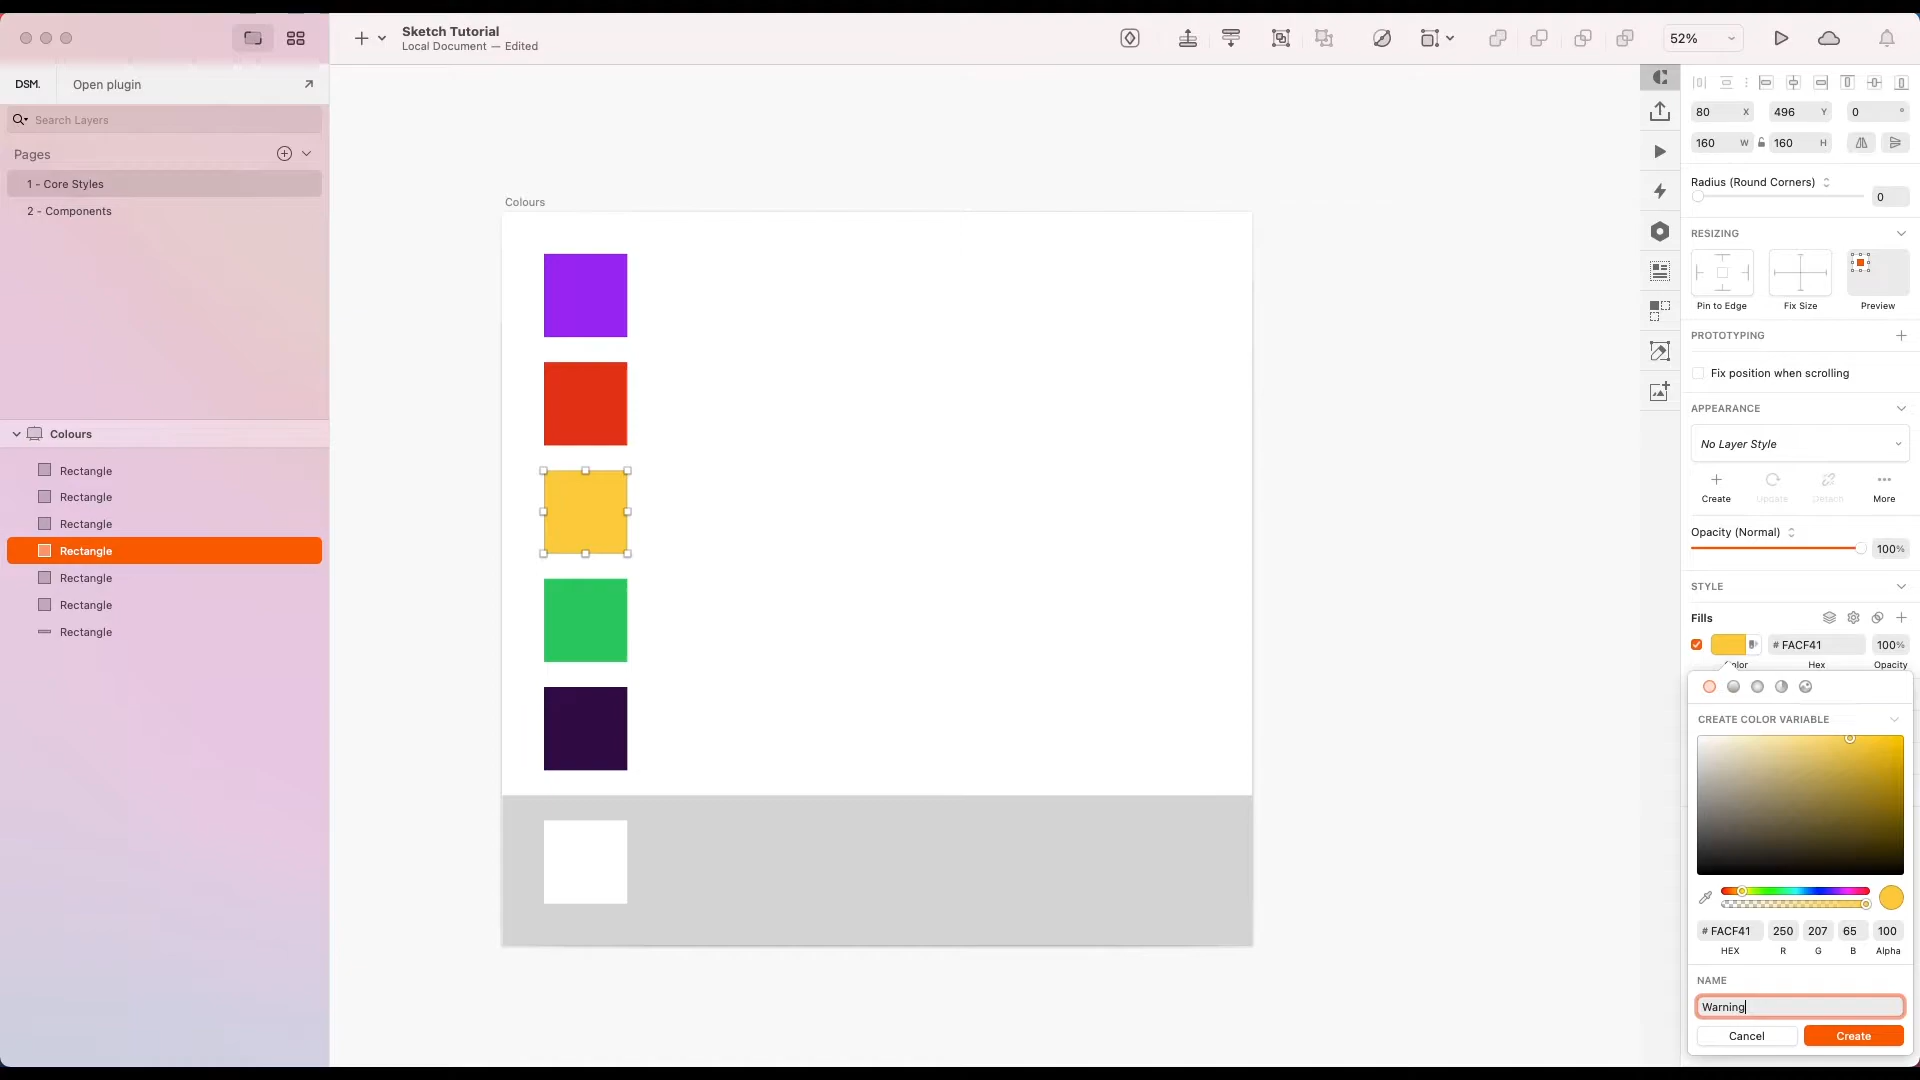 Sketch Tutorial
Local Document — Edited
52%
DSM.
Open plugin
Search Layers
Pages
1 - Core Styles
2 - Components
Colours
Rectangle
Rectangle
Rectangle
Rectangle
Rectangle
Rectangle
Rectangle
Colours
80 X 496 Y 0 °
160 W 160 H
Radius (Round Corners)
0
RESIZING
Pin to Edge Fix Size Preview
PROTOTYPING
Fix position when scrolling
APPEARANCE
No Layer Style
Create Update Detach More
Opacity (Normal)
100%
STYLE
Fills
# FACF41 100%
olor Hex Opacity
CREATE COLOR VARIABLE
# FACF41 250 207 65 100
HEX R G B Alpha
NAME
Warning
Cancel Create